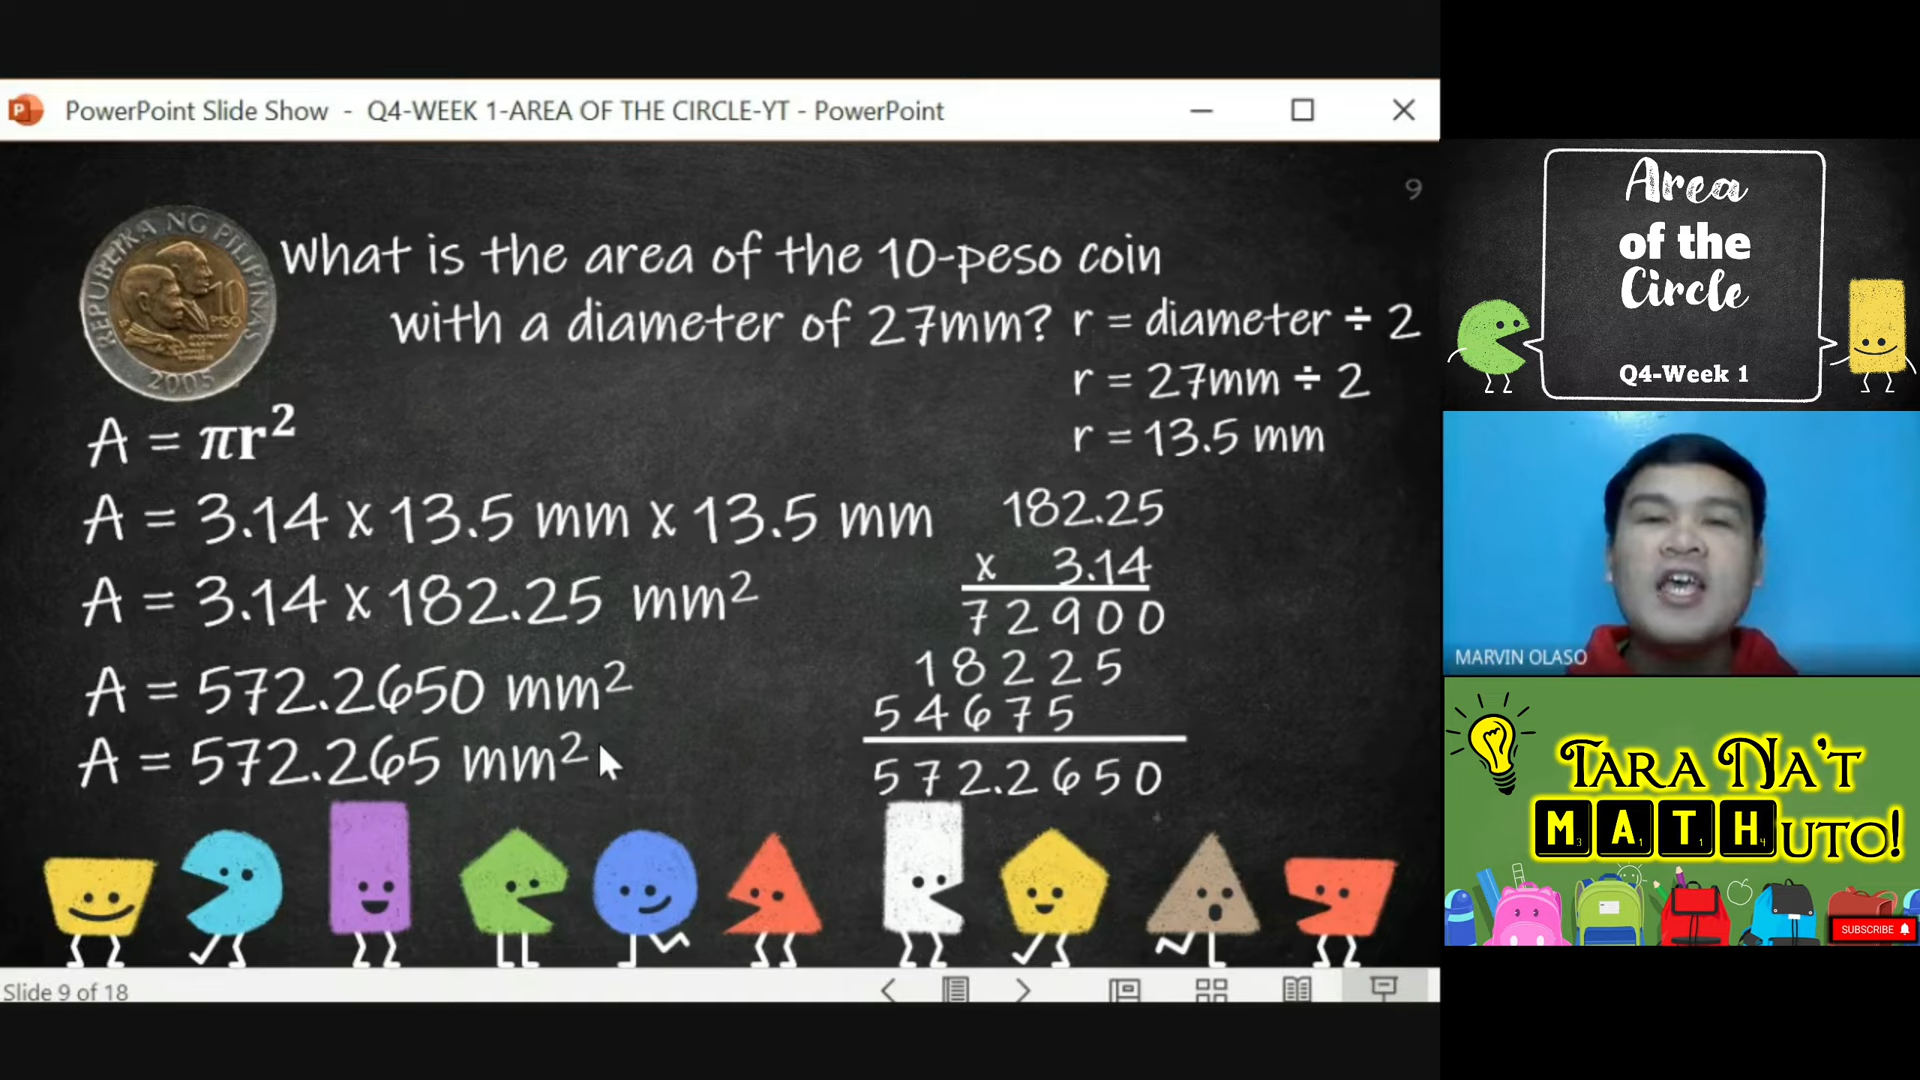 PowerPoint Slide Show - Q4-WEEK 1-AREA OF THE CIRCLE-YT - PowerPoint
9
REPUBLIKA NG PILIPINAS
10
PISO
2005
What is the area of the 10-peso coin
with a diameter of 27mm?
r = diameter ÷ 2
r = 27mm ÷ 2
r = 13.5 mm
A = πr²
A = 3.14 x 13.5 mm x 13.5 mm
A = 3.14 x 182.25 mm²
A = 572.2650 mm²
A = 572.265 mm²
182.25
x 3.14
72900
18225
54675
572.2650
Slide 9 of 18
Area
of the
Circle
Q4-Week 1
MARVIN OLASO
TARA NA'T
MATHUTO!
SUBSCRIBE